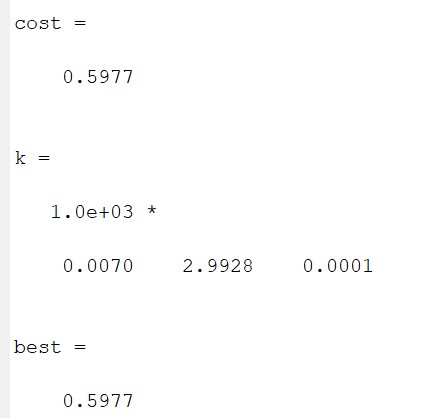 cost =
0.5977
k =
1.0e+03 *
0.0070 2.9928 0.0001
best =
0.5977